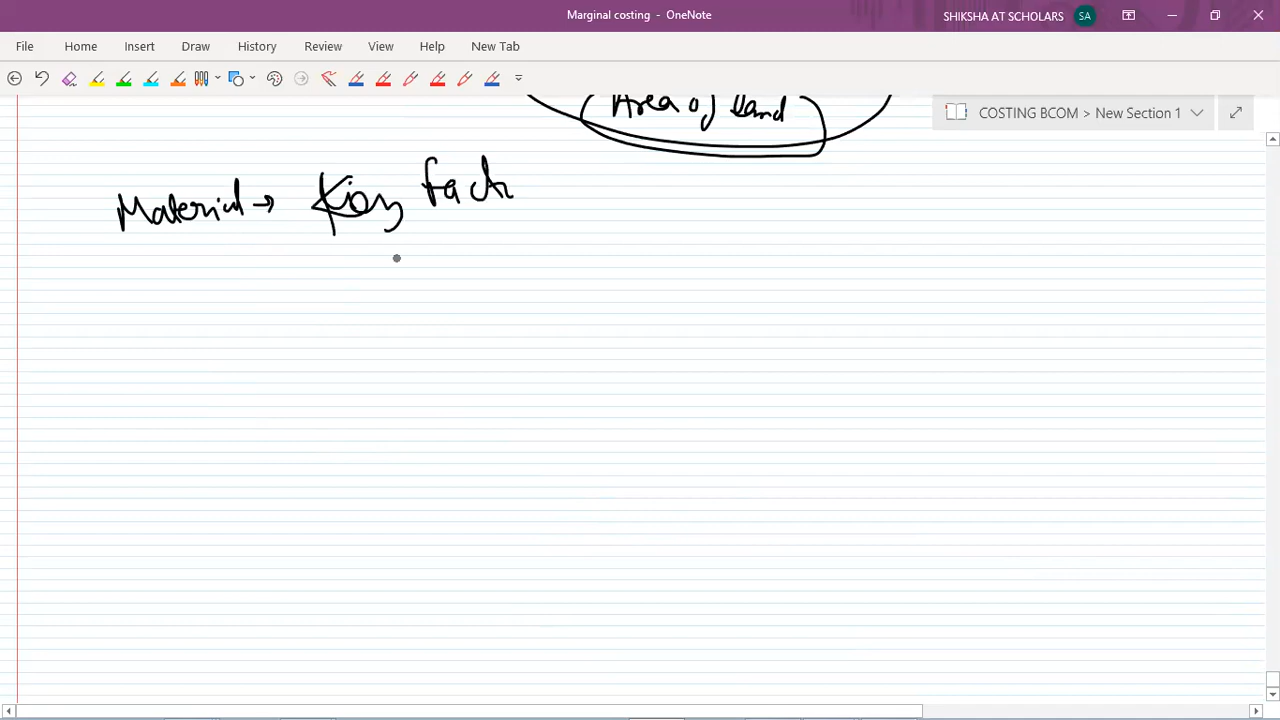 Marginal costing - OneNote
SHIKSHA AT SCHOLARS SA
File Home Insert Draw History Review View Help New Tab
COSTING BCOM > New Section 1
Area of Land
Material → Key Fact